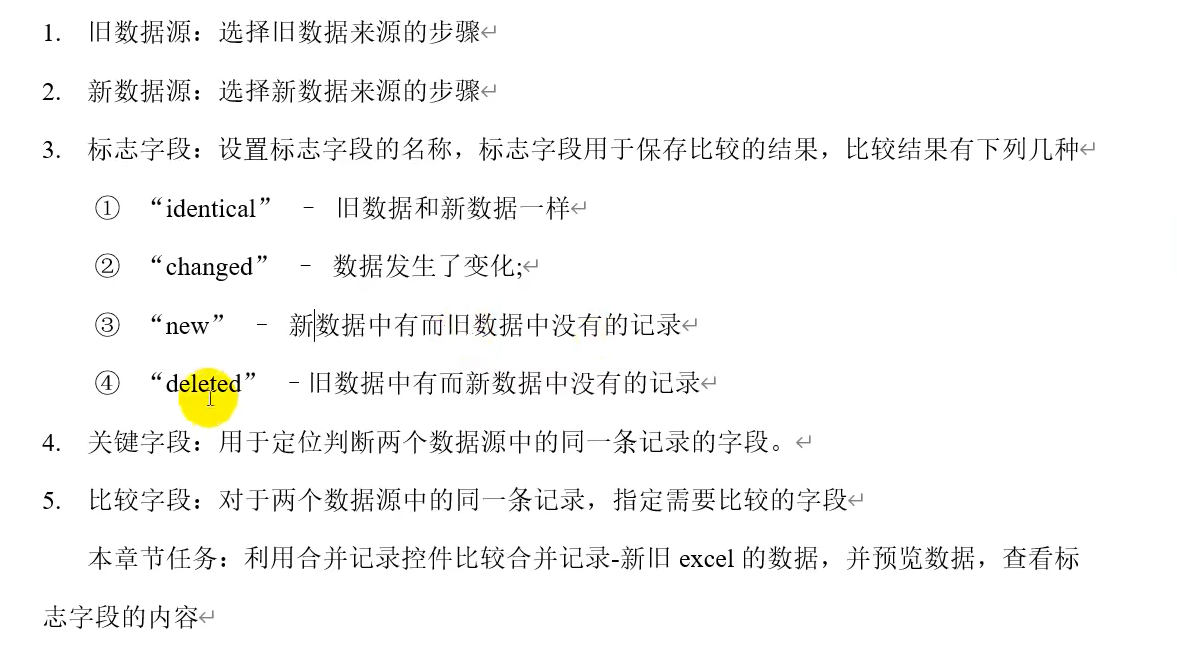 1. 旧数据源：选择旧数据来源的步骤
2. 新数据源：选择新数据来源的步骤
3. 标志字段：设置标志字段的名称，标志字段用于保存比较的结果，比较结果有下列几种
① “identical” – 旧数据和新数据一样
② “changed” – 数据发生了变化;
③ “new” – 新数据中有而旧数据中没有的记录
④ “deleted” –旧数据中有而新数据中没有的记录
4. 关键字段：用于定位判断两个数据源中的同一条记录的字段。
5. 比较字段：对于两个数据源中的同一条记录，指定需要比较的字段
本章节任务：利用合并记录控件比较合并记录-新旧 excel 的数据，并预览数据，查看标
志字段的内容